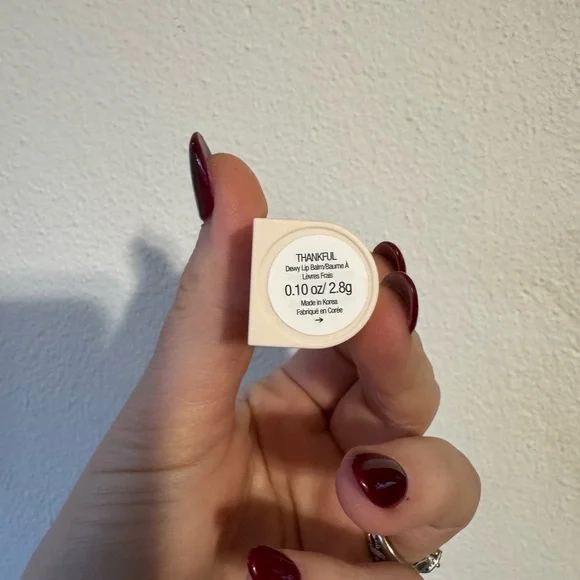 THANKFUL
Dewy Lip Balm/Baume À
Lèvres Frais
0.10 oz/ 2.8g
Made in Korea
Fabriqué en Corée
→